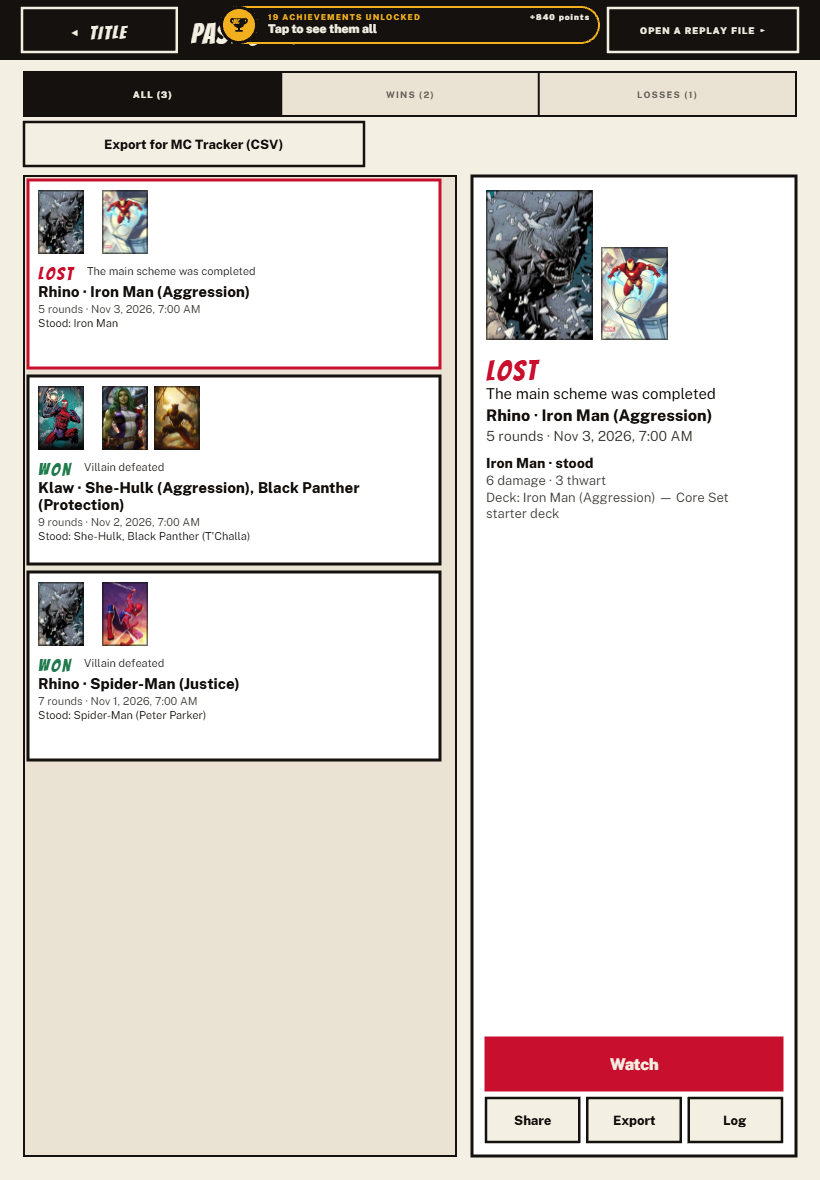 ◂ TITLE
19 ACHIEVEMENTS UNLOCKED
+840 points
Tap to see them all
OPEN A REPLAY FILE ▸
ALL (3)
WINS (2)
LOSSES (1)
Export for MC Tracker (CSV)
LOST The main scheme was completed
Rhino · Iron Man (Aggression)
5 rounds · Nov 3, 2026, 7:00 AM
Stood: Iron Man
WON Villain defeated
Klaw · She-Hulk (Aggression), Black Panther
(Protection)
9 rounds · Nov 2, 2026, 7:00 AM
Stood: She-Hulk, Black Panther (T'Challa)
WON Villain defeated
Rhino · Spider-Man (Justice)
7 rounds · Nov 1, 2026, 7:00 AM
Stood: Spider-Man (Peter Parker)
LOST
The main scheme was completed
Rhino · Iron Man (Aggression)
5 rounds · Nov 3, 2026, 7:00 AM
Iron Man · stood
6 damage · 3 thwart
Deck: Iron Man (Aggression) — Core Set
starter deck
Watch
Share
Export
Log